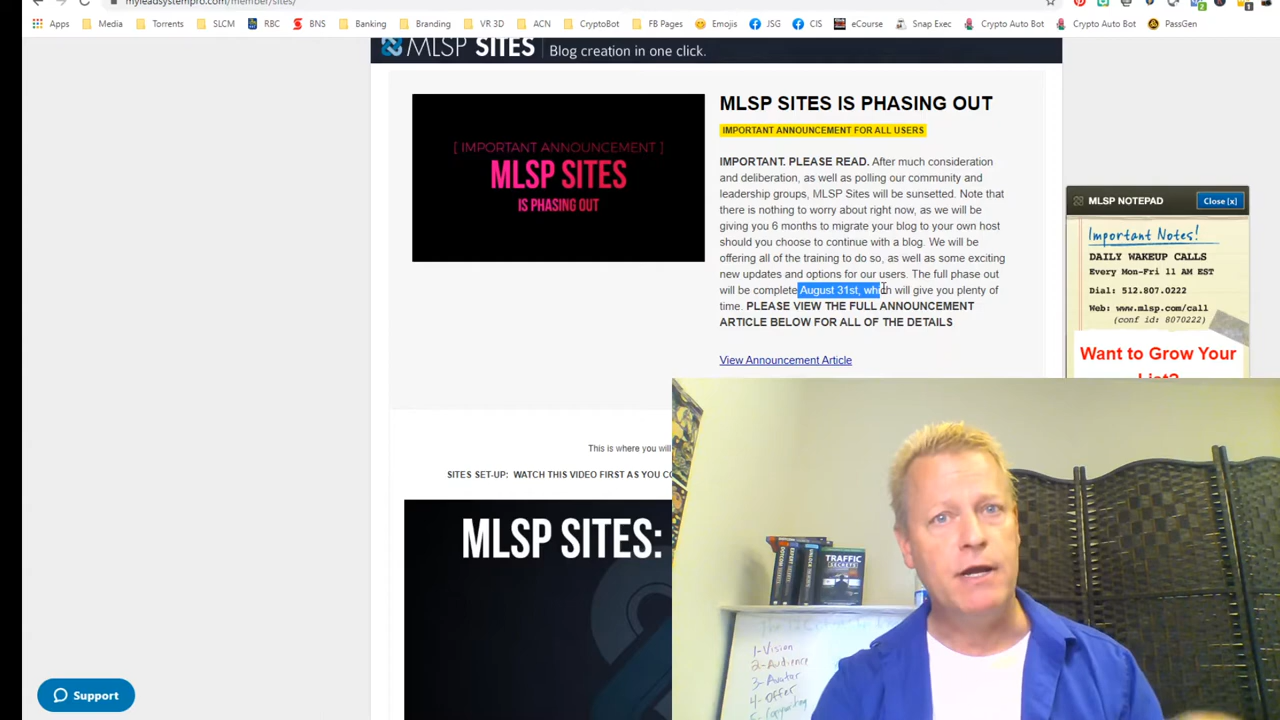 myleadsystempro.com/member/sites/
Apps Media Torrents SLCM RBC BNS Banking Branding VR 3D ACN CryptoBot FB Pages Emojies JSG CIS eCourse Snap Exec Crypto Auto Bot Crypto Auto Bot PassGen
MLSP SITES Blog creation in one click.
MLSP SITES IS PHASING OUT
IMPORTANT ANNOUNCEMENT FOR ALL USERS
[ IMPORTANT ANNOUNCEMENT ]
MLSP SITES
IS PHASING OUT
IMPORTANT. PLEASE READ. After much consideration
and deliberation, as well as polling our community and
leadership groups, MLSP Sites will be sunsetted. Note that
there is nothing to worry about right now, as we will be
giving you 6 months to migrate your blog to your own host
should you choose to continue with a blog. We will be
offering all of the training to do so, as well as some exciting
new updates and options for our users. The full phase out
will be complete August 31st, which will give you plenty of
time. PLEASE VIEW THE FULL ANNOUNCEMENT
ARTICLE BELOW FOR ALL OF THE DETAILS
View Announcement Article
MLSP NOTEPAD Close [x]
Important Notes!
DAILY WAKEUP CALLS
Every Mon-Fri 11 AM EST
Dial: 512.807.0222
Web: www.mlsp.com/call
(conf id: 8070222)
Want to Grow Your
List?
This is where you will
SITES SET-UP: WATCH THIS VIDEO FIRST AS YOU
MLSP SITES:
DOTCOM SECRETS
EXPERT SECRETS
TRAFFIC
SECRETS
1-Vision
2-Audience
3-Avatar
4-Offer
5-Copywriting
Support